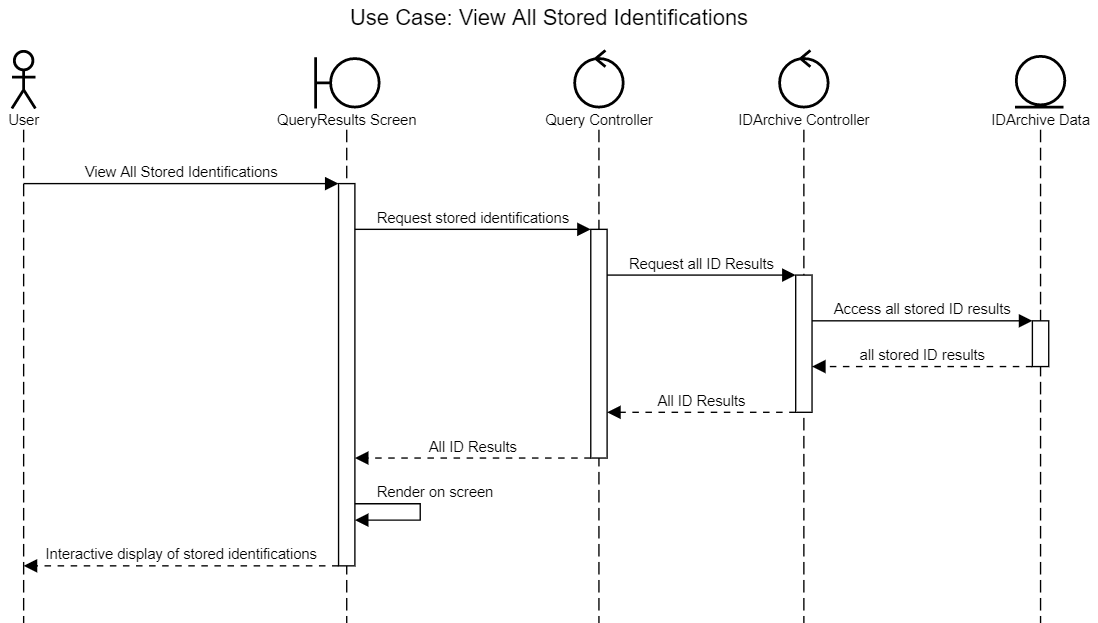 Use Case: View All Stored Identifications
User
QueryResults Screen
Query Controller
IDArchive Controller
IDArchive Data
View All Stored Identifications
Request stored identifications
Request all ID Results
Access all stored ID results
all stored ID results
All ID Results
All ID Results
Render on screen
Interactive display of stored identifications